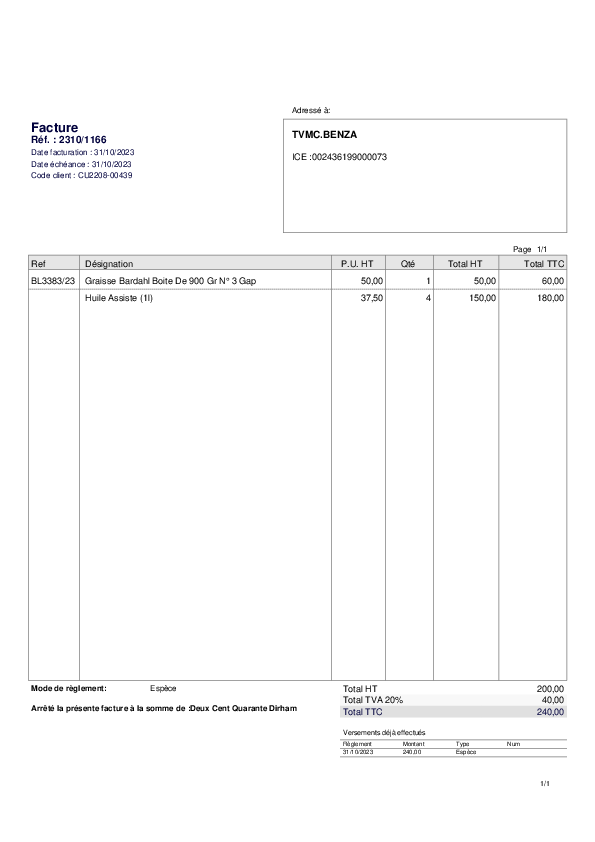 Adressé à:
Facture
Réf. : 2310/1166
Date facturation : 31/10/2023
Date échéance : 31/10/2023
Code client : CU2208-00439
TVMC.BENZA
ICE :002436199000073
Page 1/1
Ref Désignation P.U. HT Qté Total HT Total TTC
BL3383/23 Graisse Bardahl Boite De 900 Gr N° 3 Gap 50,00 1 50,00 60,00
Huile Assiste (1l) 37,50 4 150,00 180,00
Mode de règlement: Espèce
Arrêté la présente facture à la somme de :Deux Cent Quarante Dirham
Total HT 200,00
Total TVA 20% 40,00
Total TTC 240,00
Versements déjà effectués
Règlement Montant Type Num
31/10/2023 240,00 Espèce
1/1